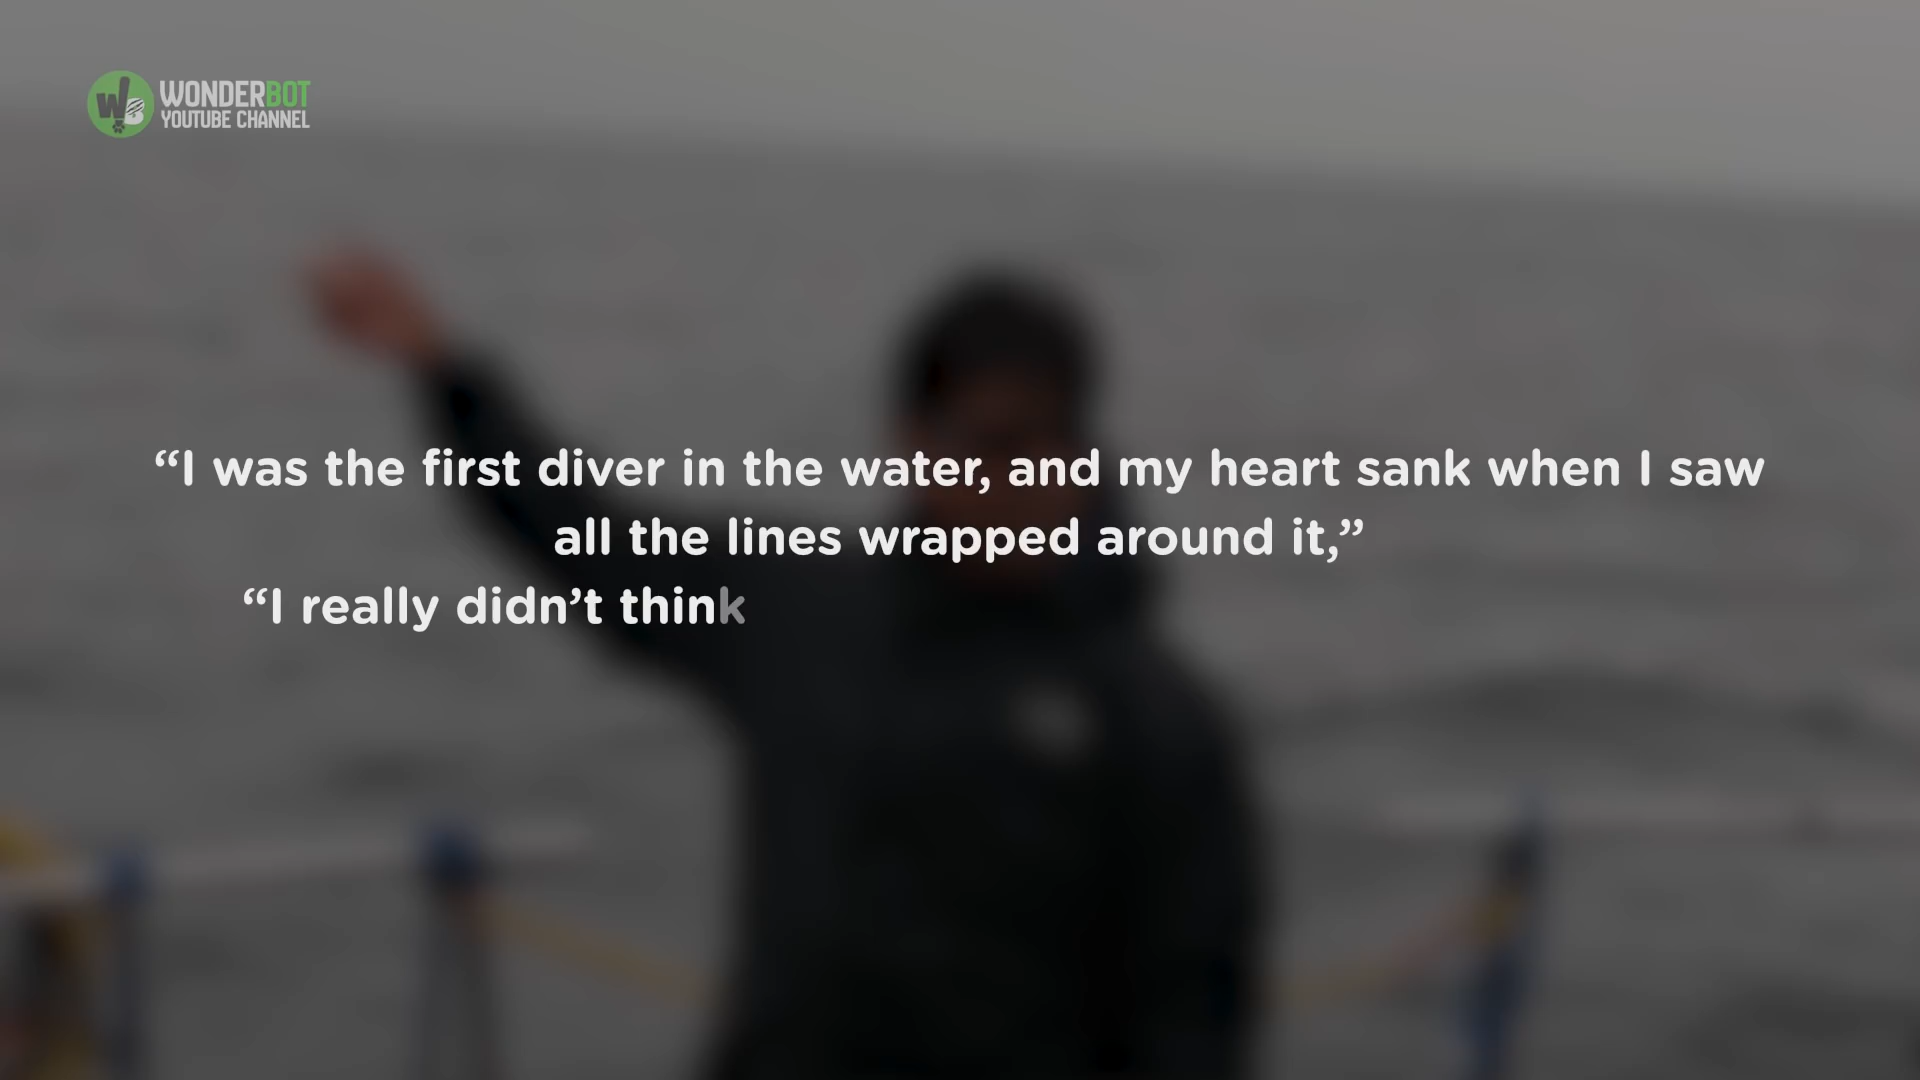 WONDERBOT
YOUTUBE CHANNEL
“I was the first diver in the water, and my heart sank when I saw
all the lines wrapped around it,”
“I really didn’t think